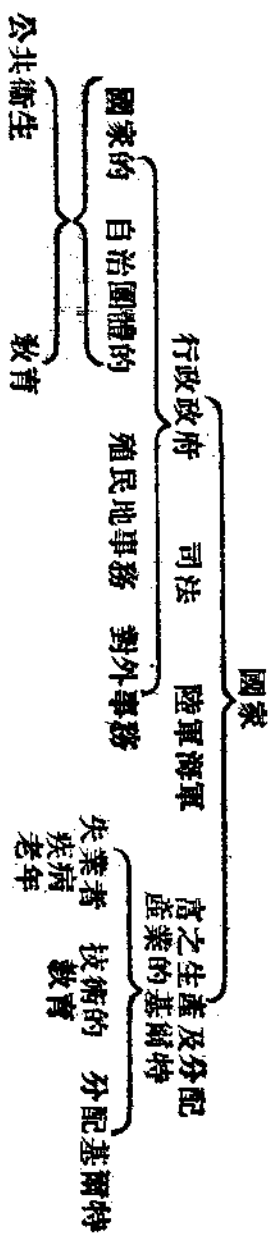 國家
行政政府
司法
陸軍海軍
富之生產及分配
產業的基爾特
國家的
自治團體的
殖民地事務
對外事務
失業者
疾病
老年
技術的
教育
分配基爾特
公共衞生
教育